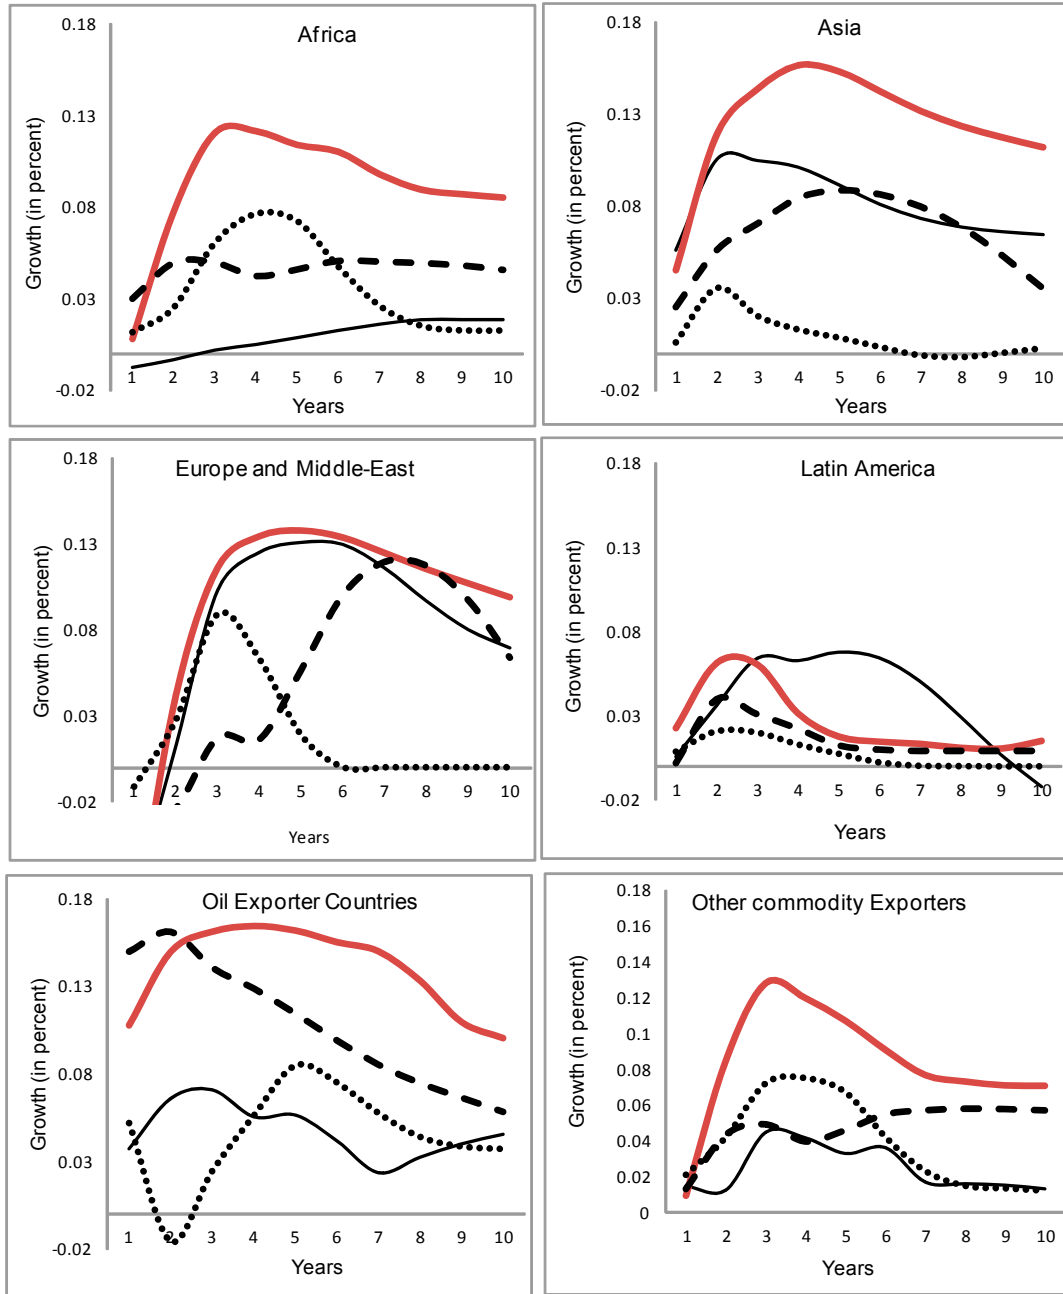 Africa
0.18
0.13
0.08
0.03
-0.02
Growth (in percent)
1 2 3 4 5 6 7 8 9 10
Years
Asia
0.18
0.13
0.08
0.03
-0.02
Growth (in percent)
1 2 3 4 5 6 7 8 9 10
Years
Europe and Middle-East
0.18
0.13
0.08
0.03
-0.02
Growth (in percent)
1 2 3 4 5 6 7 8 9 10
Years
Latin America
0.18
0.13
0.08
0.03
-0.02
Growth (in percent)
1 2 3 4 5 6 7 8 9 10
Years
Oil Exporter Countries
0.18
0.13
0.08
0.03
-0.02
Growth (in percent)
1 2 3 4 5 6 7 8 9 10
Years
Other commodity Exporters
0.18
0.16
0.14
0.12
0.1
0.08
0.06
0.04
0.02
0
Growth (in percent)
1 2 3 4 5 6 7 8 9 10
Years